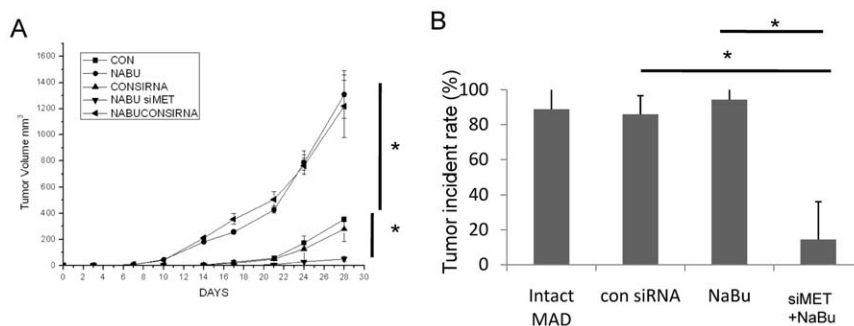 A
Tumor Volume mm3
1600
1400
1200
1000
800
600
400
200
0
CON
NABU
CONSIRNA
NABU siMET
NABUCONSIRNA
*
*
0 2 4 6 8 10 12 14 16 18 20 22 24 26 28 30
DAYS
B
*
*
Tumor incident rate (%)
100
80
60
40
20
0
Intact
MAD
con siRNA
NaBu
siMET
+NaBu